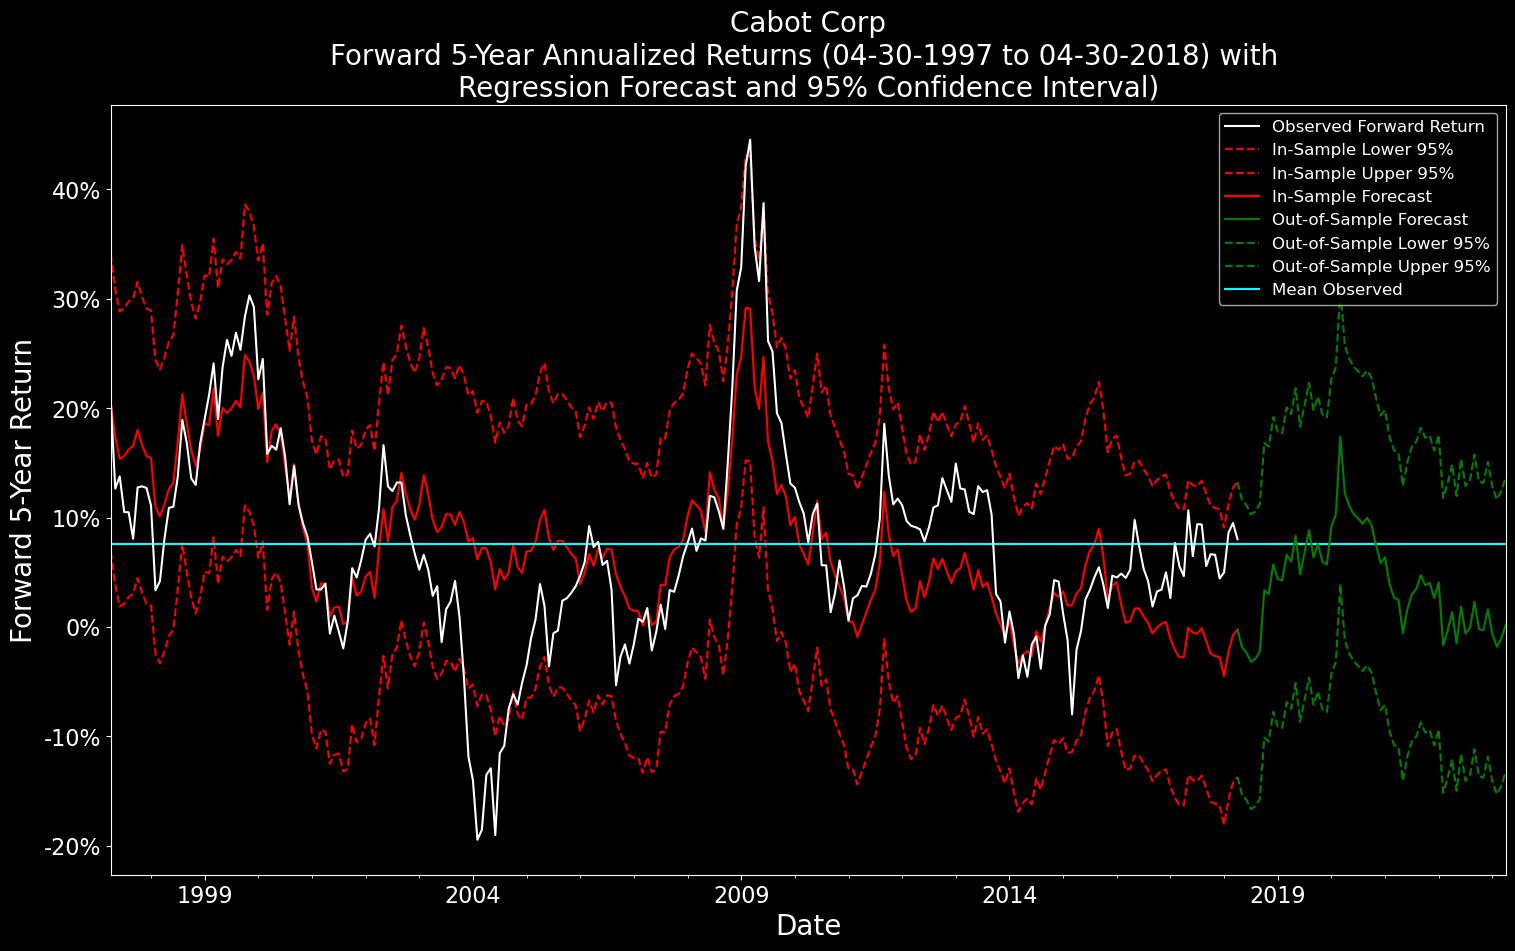 Cabot Corp
Forward 5-Year Annualized Returns (04-30-1997 to 04-30-2018) with
Regression Forecast and 95% Confidence Interval)
Observed Forward Return
In-Sample Lower 95%
In-Sample Upper 95%
In-Sample Forecast
Out-of-Sample Forecast
Out-of-Sample Lower 95%
Out-of-Sample Upper 95%
Mean Observed
Forward 5-Year Return
40%
30%
20%
10%
0%
-10%
-20%
1999
2004
2009
2014
2019
Date